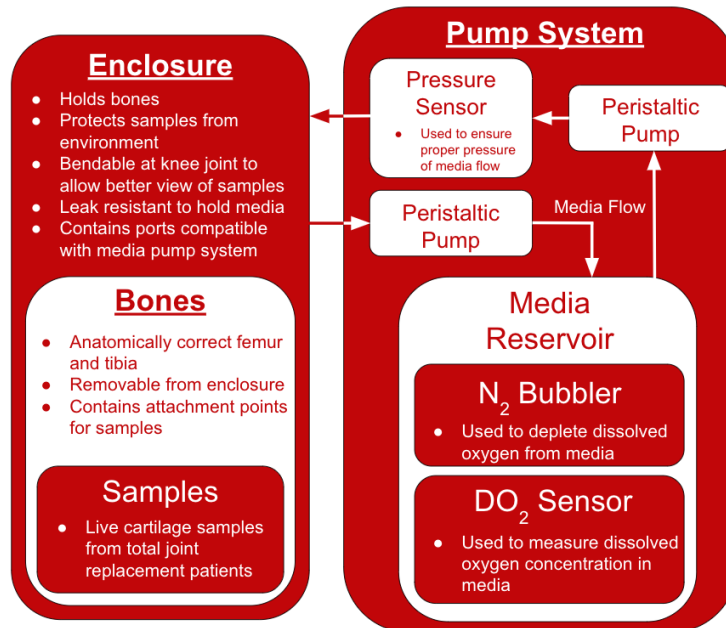 Enclosure
● Holds bones
● Protects samples from
environment
● Bendable at knee joint to
allow better view of samples
● Leak resistant to hold media
● Contains ports compatible
with media pump system
Bones
● Anatomically correct femur
and tibia
● Removable from enclosure
● Contains attachment points
for samples
Samples
● Live cartilage samples
from total joint
replacement patients
Pump System
Pressure
Sensor
● Used to ensure
proper pressure
of media flow
Peristaltic
Pump
Peristaltic
Pump
Media Flow
Media
Reservoir
N₂ Bubbler
● Used to deplete dissolved
oxygen from media
DO₂ Sensor
● Used to measure dissolved
oxygen concentration in
media